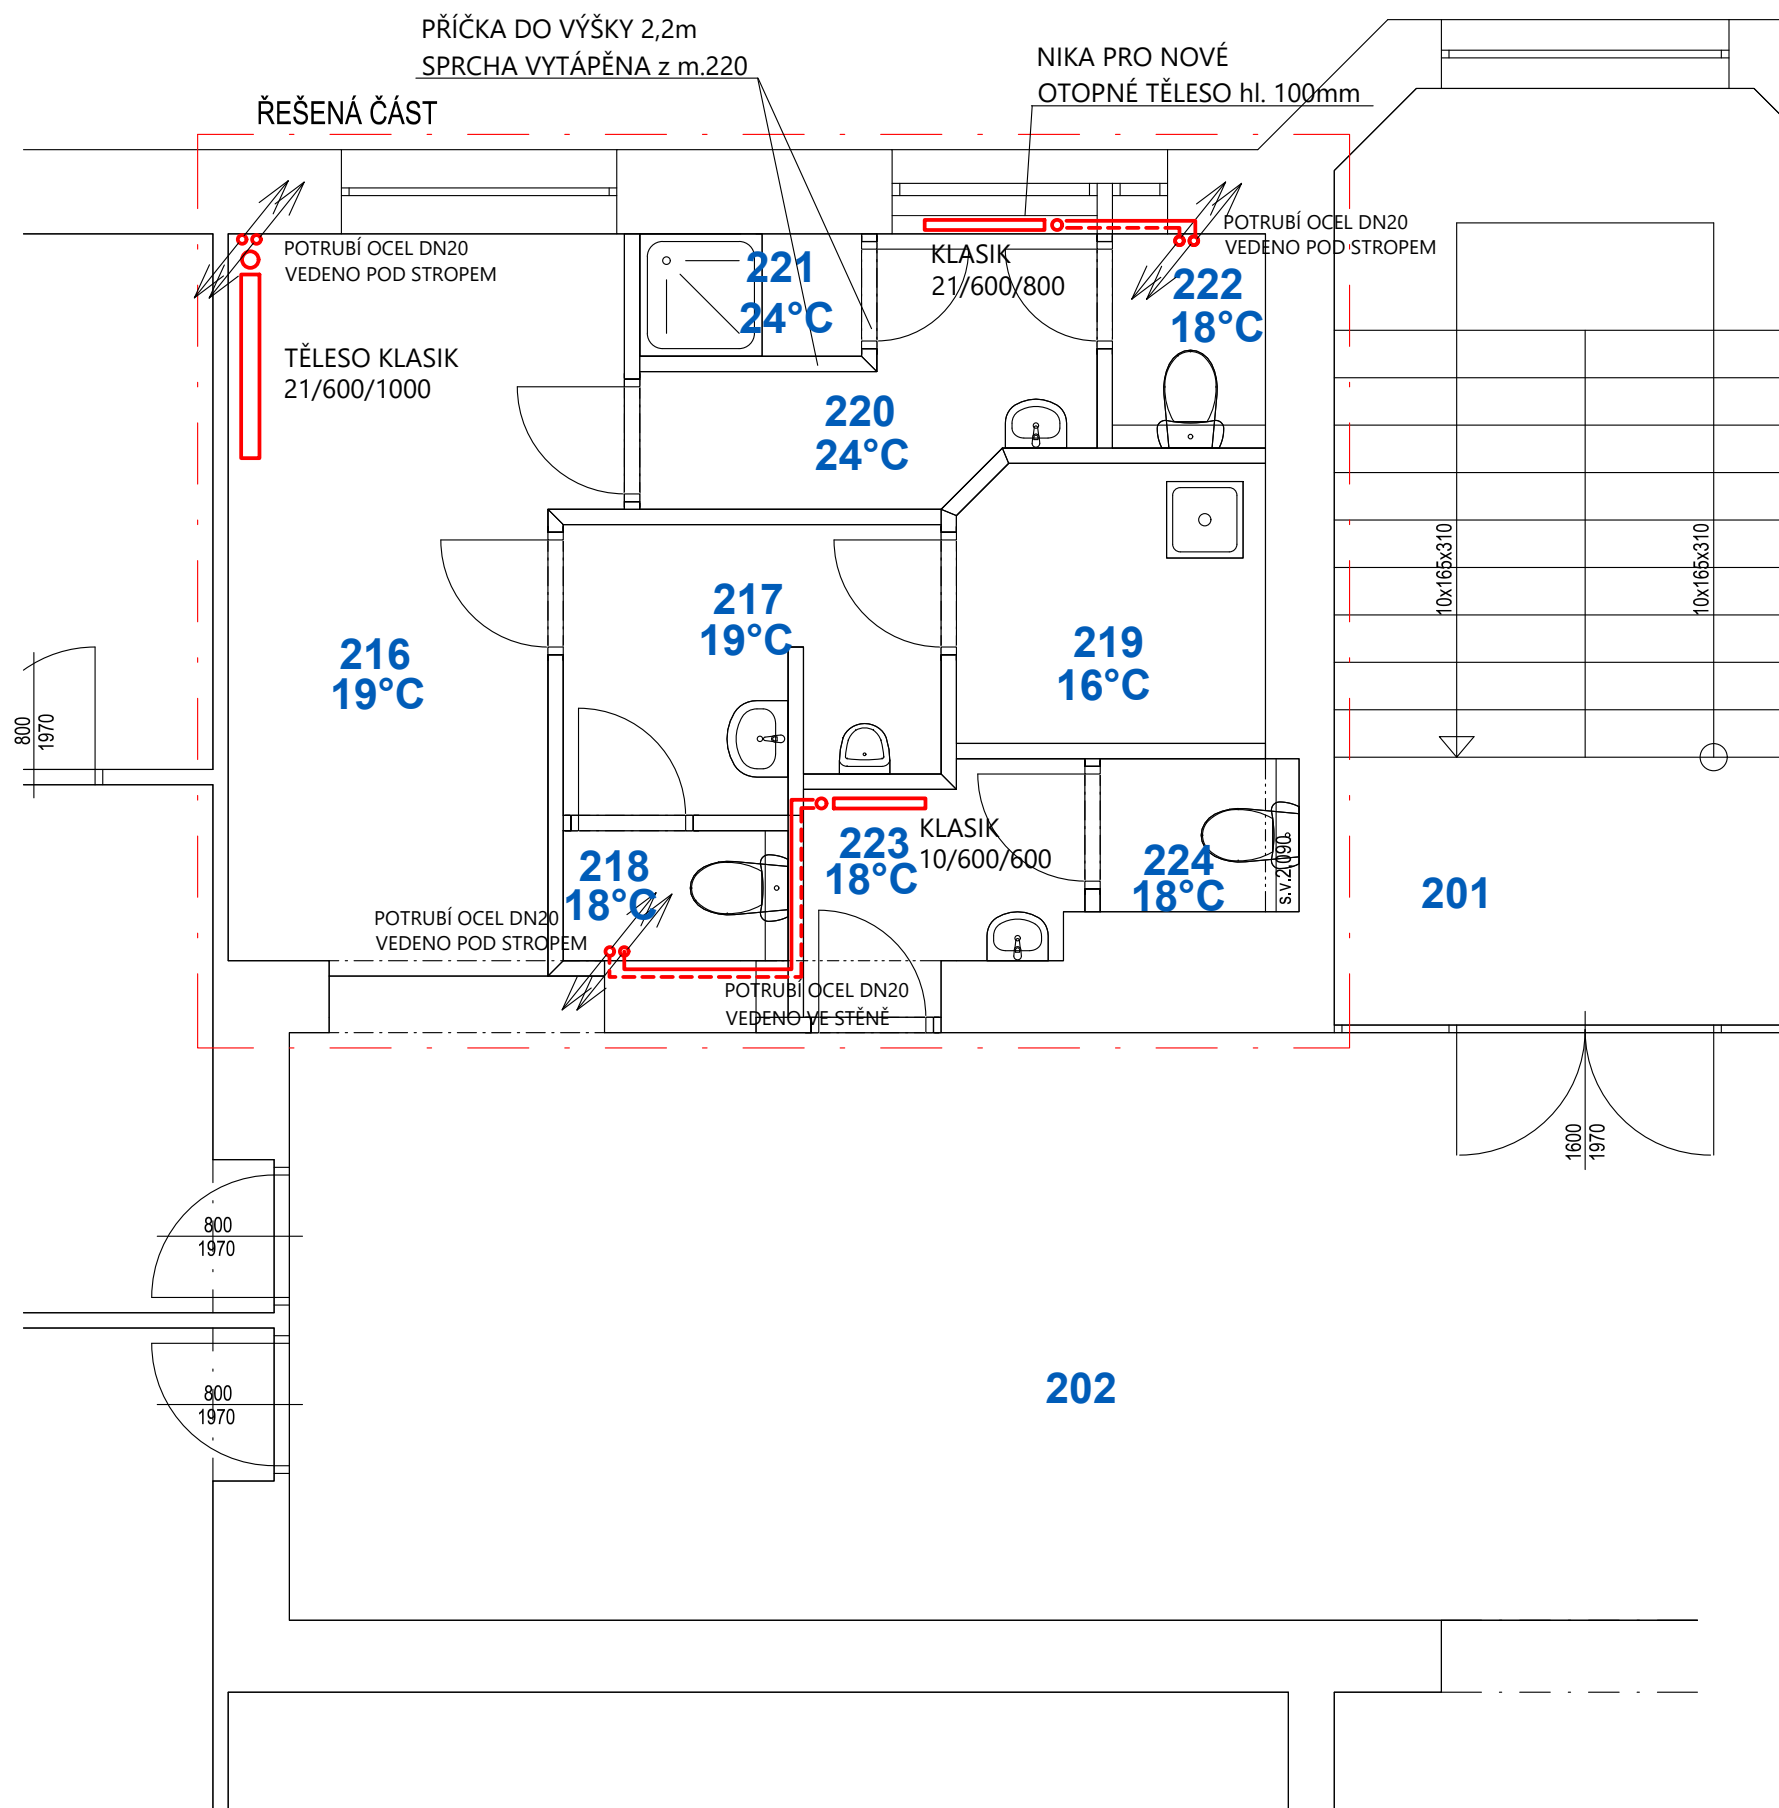 PŘÍČKA DO VÝŠKY 2,2m
SPRCHA VYTÁPĚNA z m.220
NIKA PRO NOVÉ
OTOPNÉ TĚLESO hl. 100mm
ŘEŠENÁ ČÁST
POTRUBÍ OCEL DN20
VEDENO POD STROPEM
221
24°C
KLASIK
21/600/800
POTRUBÍ OCEL DN20
VEDENO POD STROPEM
222
18°C
TĚLESO KLASIK
21/600/1000
220
24°C
10x165x310
10x165x310
217
19°C
216
19°C
219
16°C
800
1970
KLASIK
10/600/600
223
18°C
218
18°C
224
18°C
s.v.2,090
201
POTRUBÍ OCEL DN20
VEDENO POD STROPEM
POTRUBÍ OCEL DN20
VEDENO VE STĚNĚ
1600
1970
800
1970
800
1970
202